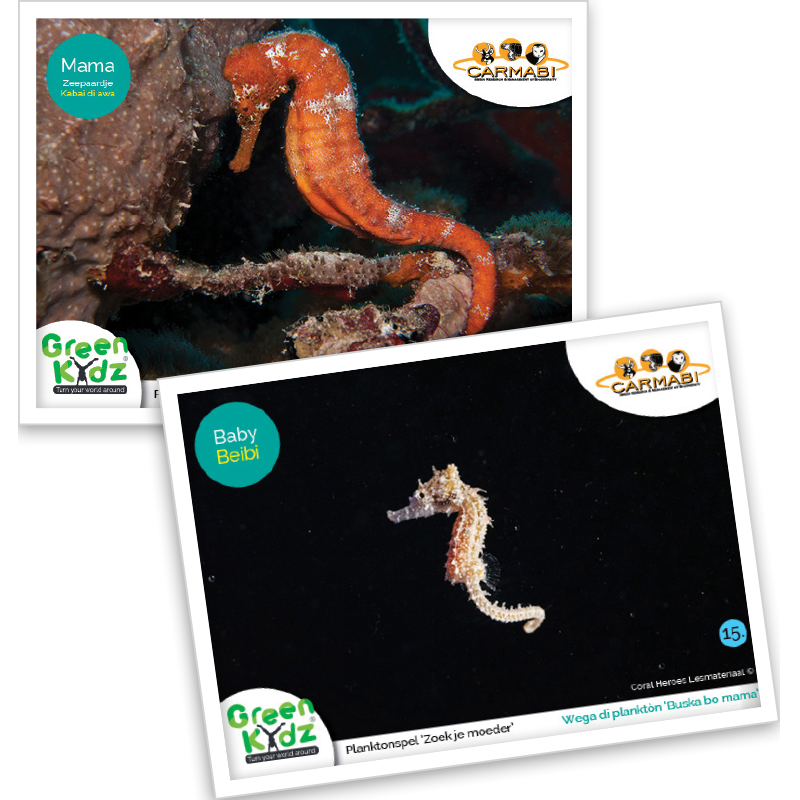 Mama
Zeepaardje
Kabai di awa
CARMABI
Green
Kidz
Turn your world around
Baby
Beibi
CARMABI
15.
Coral Heroes Lesmateriaal ©
Green
Kidz
Turn your world around
Planktonspel 'Zoek je moeder'
Wega di plankton 'Buska bo mama'